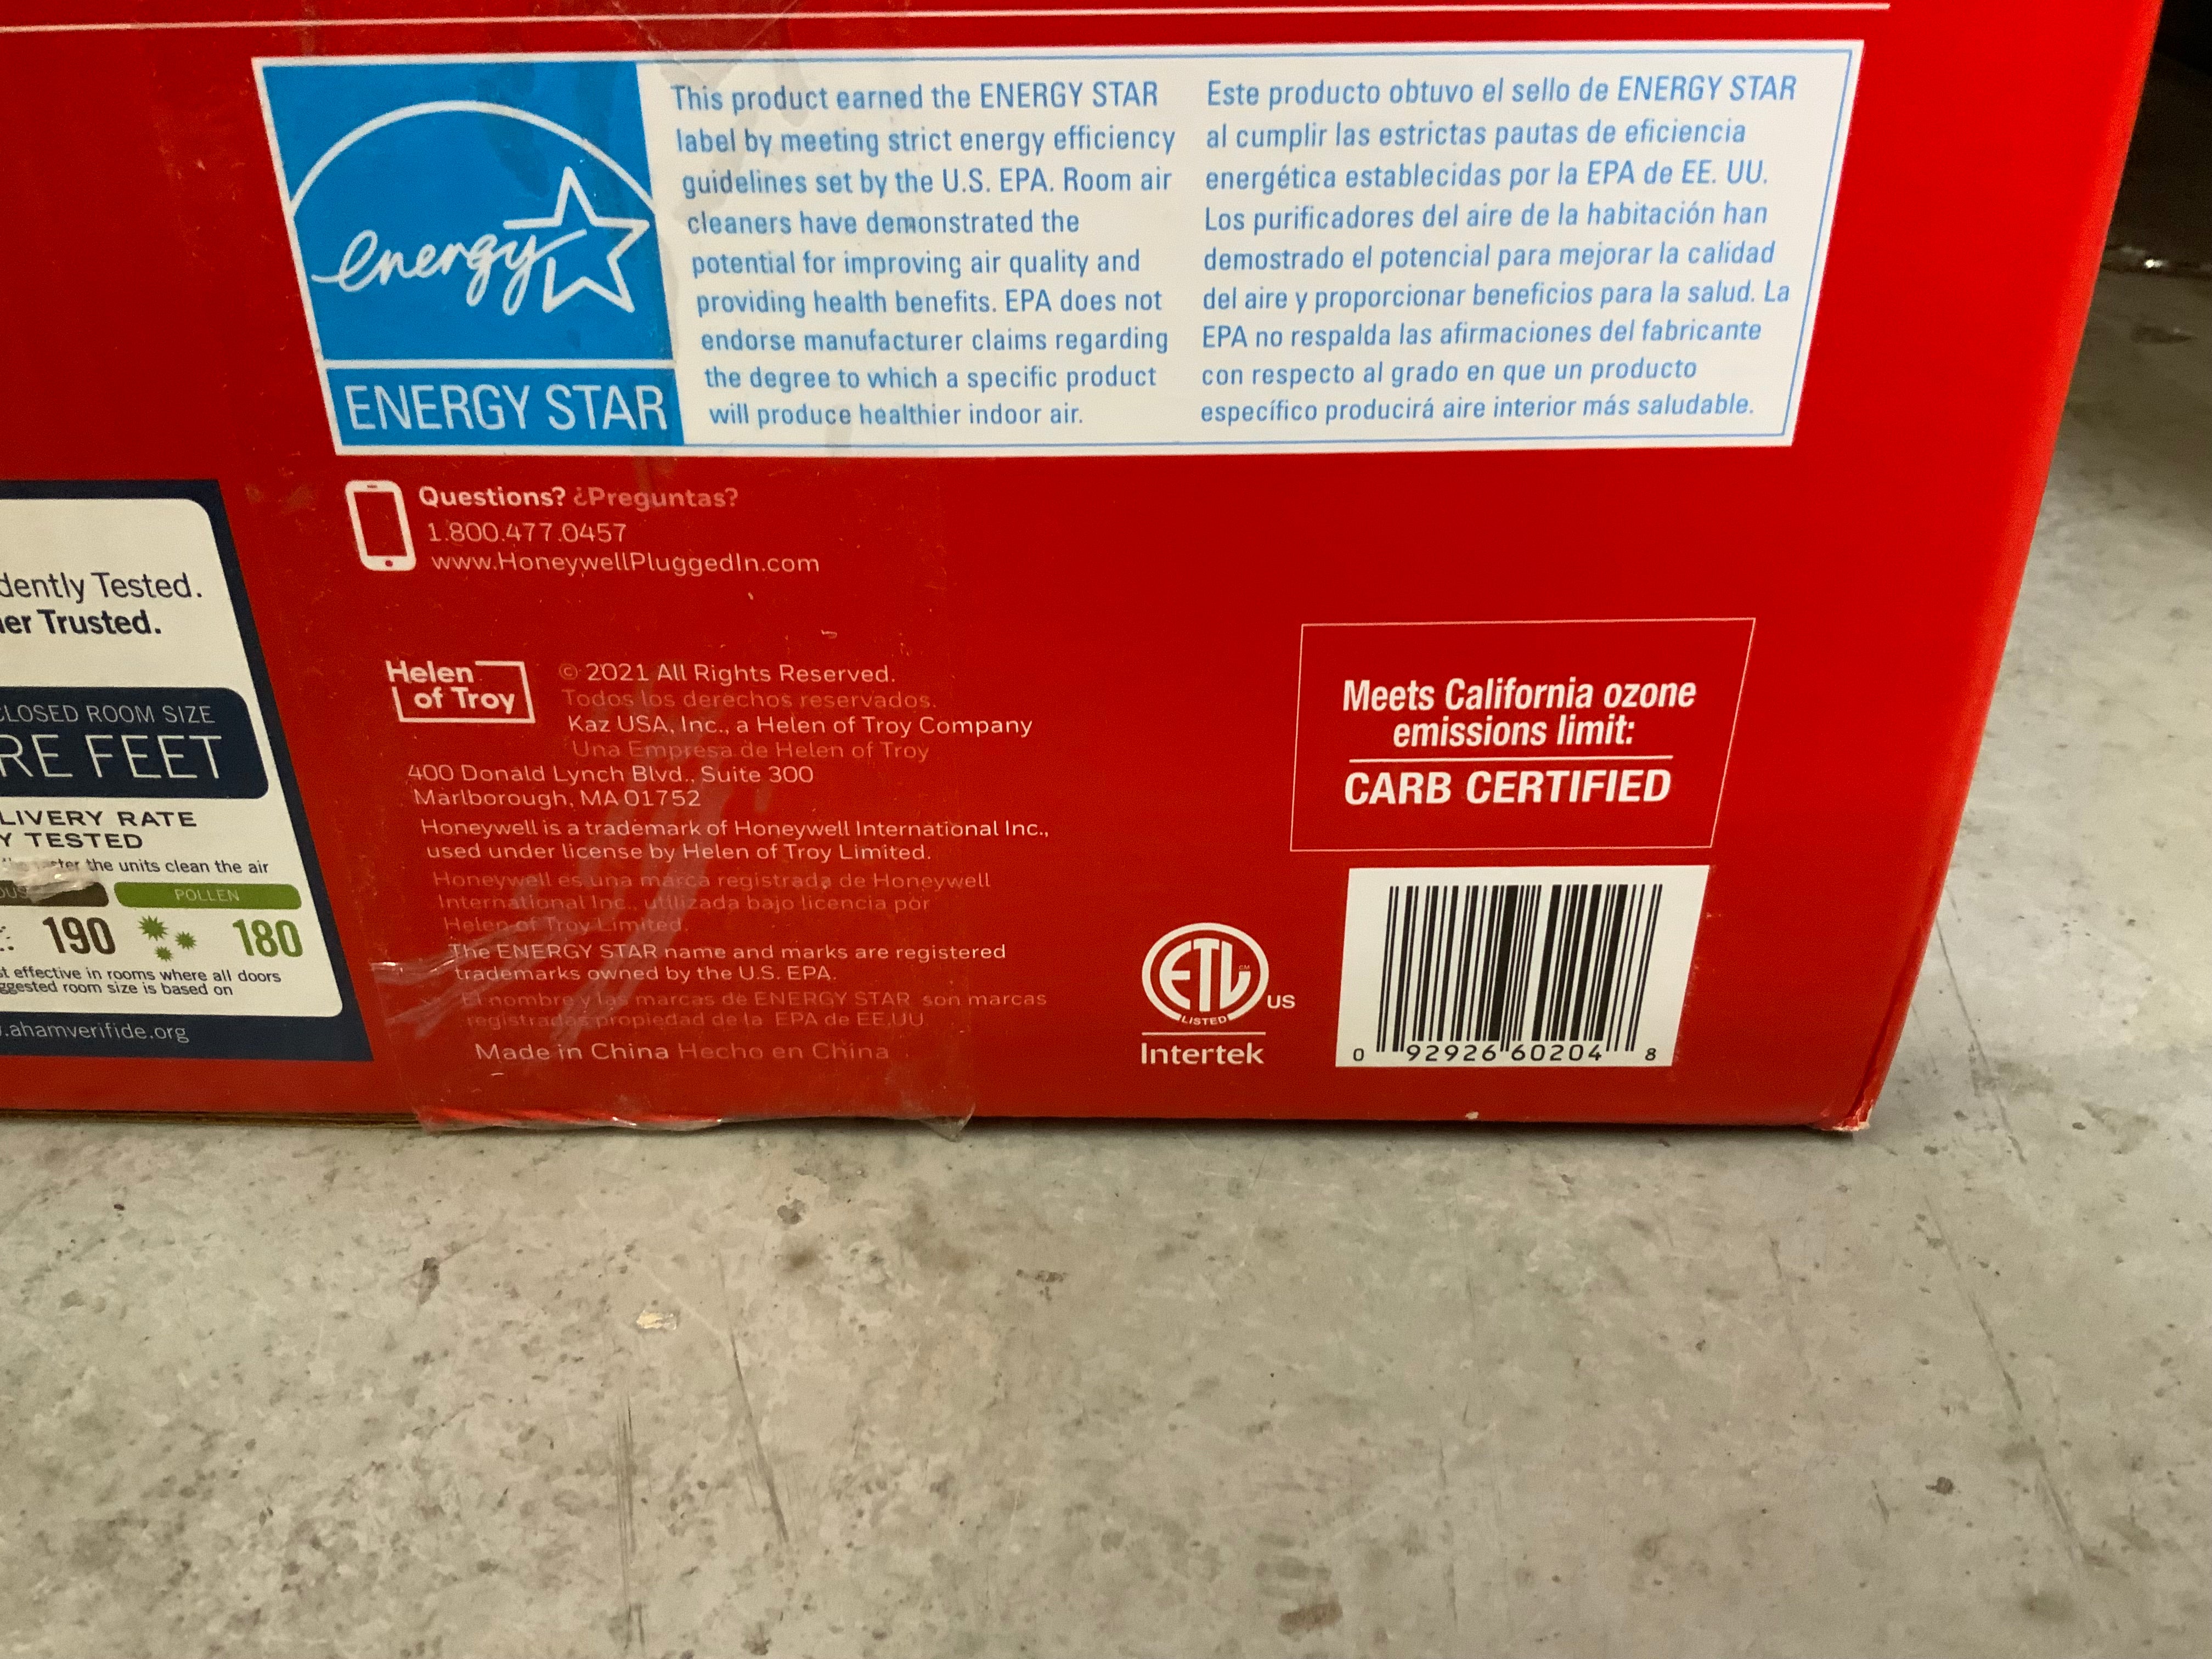 energy
ENERGY STAR
This product earned the ENERGY STAR
label by meeting strict energy efficiency
guidelines set by the U.S. EPA. Room air
cleaners have demonstrated the
potential for improving air quality and
providing health benefits. EPA does not
endorse manufacturer claims regarding
the degree to which a specific product
will produce healthier indoor air.
Este producto obtuvo el sello de ENERGY STAR
al cumplir las estrictas pautas de eficiencia
energética establecidas por la EPA de EE. UU.
Los purificadores del aire de la habitación han
demostrado el potencial para mejorar la calidad
del aire y proporcionar beneficios para la salud. La
EPA no respalda las afirmaciones del fabricante
con respecto al grado en que un producto
específico producirá aire interior más saludable.
Questions? ¿Preguntas?
1.800.477.0457
www.HoneywellPluggedIn.com
dently Tested.
er Trusted.
LOSED ROOM SIZE
RE FEET
LIVERY RATE
Y TESTED
the units clean the air
POLLEN
190
180
st effective in rooms where all doors
ggested room size is based on
.ahamverifide.org
Helen
of Troy
© 2021 All Rights Reserved.
Todos los derechos reservados.
Kaz USA, Inc., a Helen of Troy Company
Una Empresa de Helen of Troy
400 Donald Lynch Blvd., Suite 300
Marlborough, MA 01752
Honeywell is a trademark of Honeywell International Inc.,
used under license by Helen of Troy Limited.
Honeywell es una marca registrada de Honeywell
International Inc., utilizada bajo licencia por
Helen of Troy Limited.
The ENERGY STAR name and marks are registered
trademarks owned by the U.S. EPA.
El nombre y las marcas de ENERGY STAR son marcas
registradas propiedad de la EPA de EE.UU
Made in China Hecho en China
ETL
CM
LISTED
US
Intertek
Meets California ozone
emissions limit:
CARB CERTIFIED
0 92926 60204 8